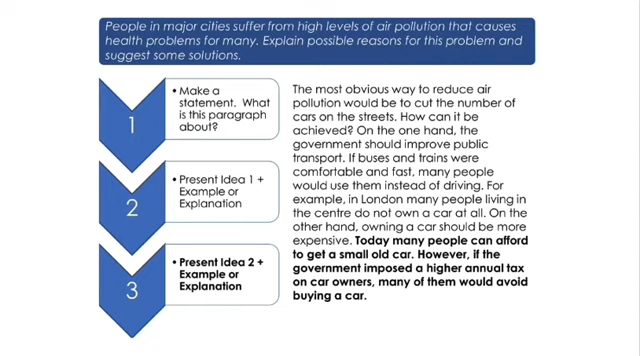 People in major cities suffer from high levels of air pollution that causes
health problems for many. Explain possible reasons for this problem and
suggest some solutions.
1
• Make a
statement. What
is this paragraph
about?
2
• Present Idea 1 +
Example or
Explanation
3
• Present Idea 2 +
Example or
Explanation
The most obvious way to reduce air
pollution would be to cut the number of
cars on the streets. How can it be
achieved? On the one hand, the
government should improve public
transport. If buses and trains were
comfortable and fast, many people
would use them instead of driving. For
example, in London many people living in
the centre do not own a car at all. On the
other hand, owning a car should be more
expensive. Today many people can afford
to get a small old car. However, if the
government imposed a higher annual tax
on car owners, many of them would avoid
buying a car.